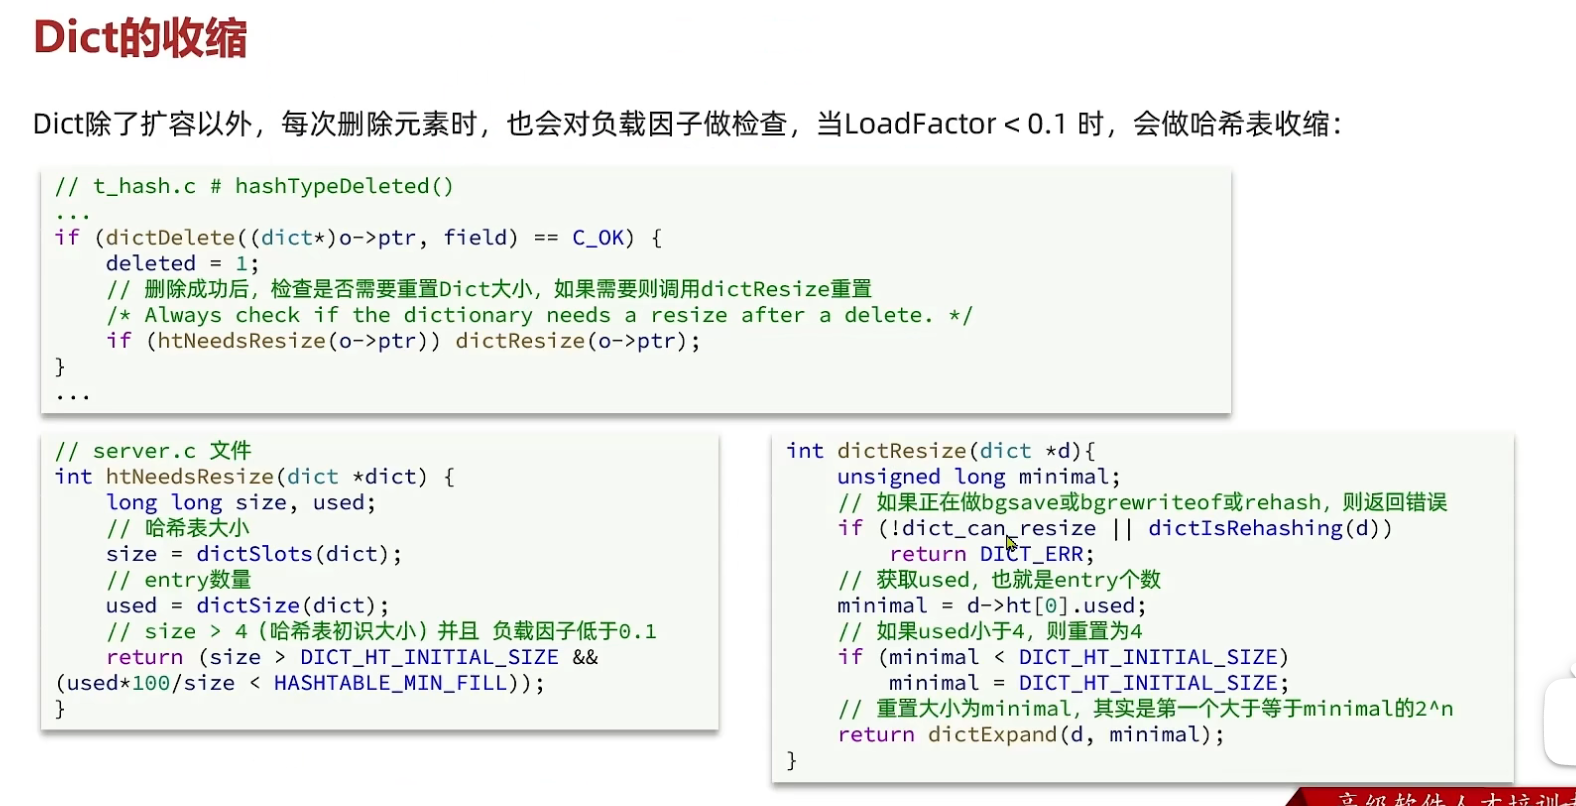 Dict的收缩
Dict除了扩容以外，每次删除元素时，也会对负载因子做检查，当LoadFactor < 0.1 时，会做哈希表收缩：
// t_hash.c # hashTypeDeleted()
...
if (dictDelete((dict*)o->ptr, field) == C_OK) {
    deleted = 1;
    // 删除成功后，检查是否需要重置Dict大小，如果需要则调用dictResize重置
    /* Always check if the dictionary needs a resize after a delete. */
    if (htNeedsResize(o->ptr)) dictResize(o->ptr);
}
...
// server.c 文件
int htNeedsResize(dict *dict) {
    long long size, used;
    // 哈希表大小
    size = dictSlots(dict);
    // entry数量
    used = dictSize(dict);
    // size > 4（哈希表初识大小）并且 负载因子低于0.1
    return (size > DICT_HT_INITIAL_SIZE &&
(used*100/size < HASHTABLE_MIN_FILL));
}
int dictResize(dict *d){
    unsigned long minimal;
    // 如果正在做bgsave或bgrewriteof或rehash，则返回错误
    if (!dict_can_resize || dictIsRehashing(d))
        return DICT_ERR;
    // 获取used，也就是entry个数
    minimal = d->ht[0].used;
    // 如果used小于4，则重置为4
    if (minimal < DICT_HT_INITIAL_SIZE)
        minimal = DICT_HT_INITIAL_SIZE;
    // 重置大小为minimal，其实是第一个大于等于minimal的2^n
    return dictExpand(d, minimal);
}
高级软件人才培训